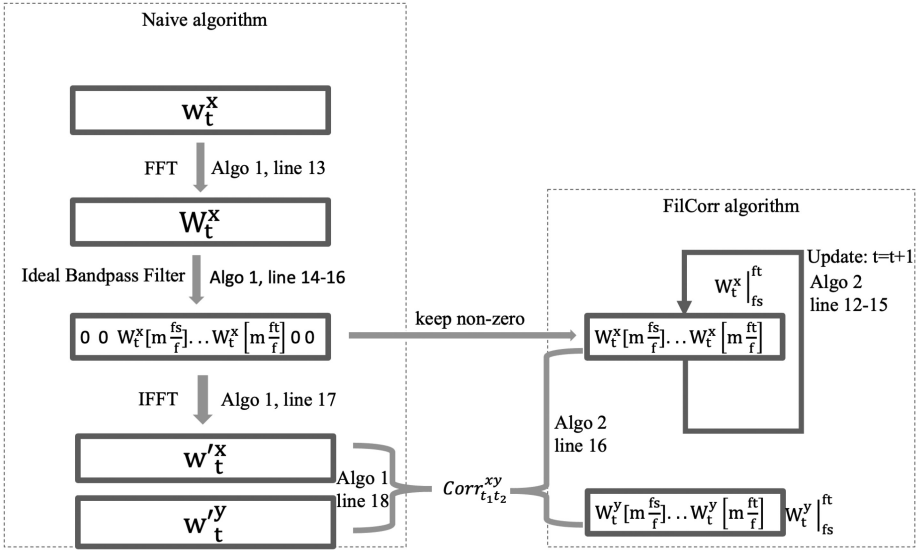 Naive algorithm
w_t^x
FFT Algo 1, line 13
W_t^x
Ideal Bandpass Filter Algo 1, line 14-16
0 0 W_t^x[m fs/f]...W_t^x[m ft/f] 0 0
IFFT Algo 1, line 17
w'_t^x
w'_t^y
Algo 1
line 18
Corr_{t_1t_2}^{xy}
keep non-zero
FilCorr algorithm
Update: t=t+1
Algo 2
line 12-15
W_t^x|_{fs}^{ft}
W_t^x[m fs/f]...W_t^x[m ft/f]
Algo 2
line 16
W_t^y[m fs/f]...W_t^y[m ft/f] W_t^y|_{fs}^{ft}